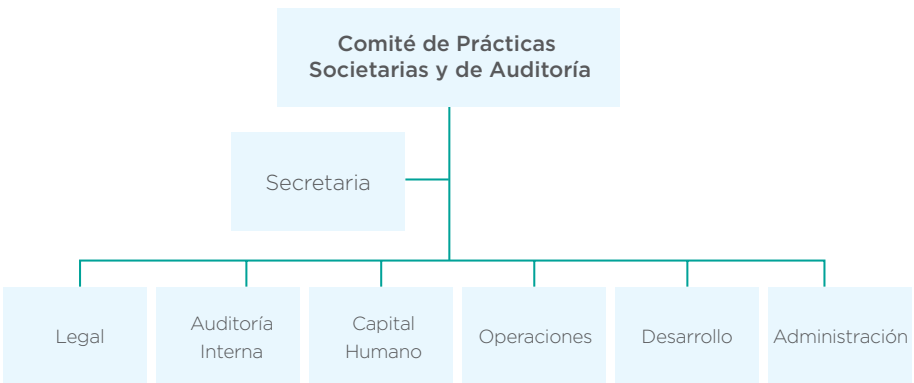 Comité de Prácticas
Societarias y de Auditoría
Secretaria
Legal
Auditoría
Interna
Capital
Humano
Operaciones
Desarrollo
Administración